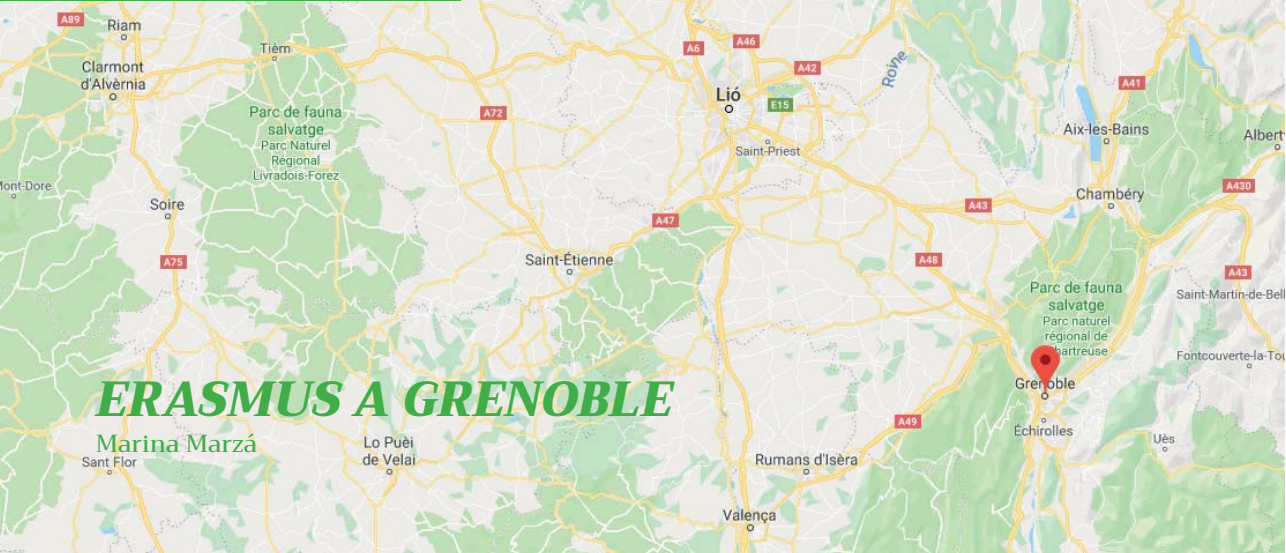 A89
Riam
Tièrn
A6
A46
Roine
Clarmont
d'Alvèrnia
A42
A41
Lió
E15
Parc de fauna
salvatge
Parc Naturel
Régional
Livradois-Forez
A72
Aix-les-Bains
Saint-Priest
Mont-Dore
Soire
Chambéry
A430
A43
A47
A75
Saint-Étienne
A48
A43
Parc de fauna
salvatge
Parc naturel
régional de
Chartreuse
Fontcouverte-la-Tou
Saint-Martin-de-Bell
Grenoble
ERASMUS A GRENOBLE
Marina Marzá
A49
Échirolles
Uès
Lo Puèi
de Velai
Sant Flor
Rumans d'Isèra
Valença